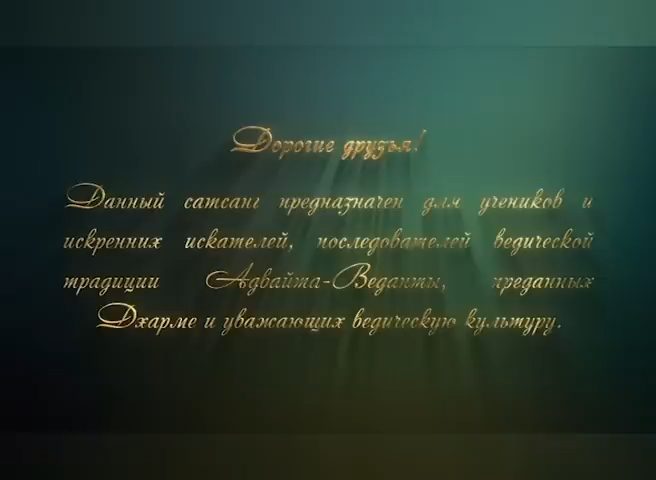 Дорогие друзья!
Данный сатсанг предназначен для учеников и
искренних искателей, последователей ведической
традиции Адвайта-Веданты, преданных
Дхарме и уважающих ведическую культуру.